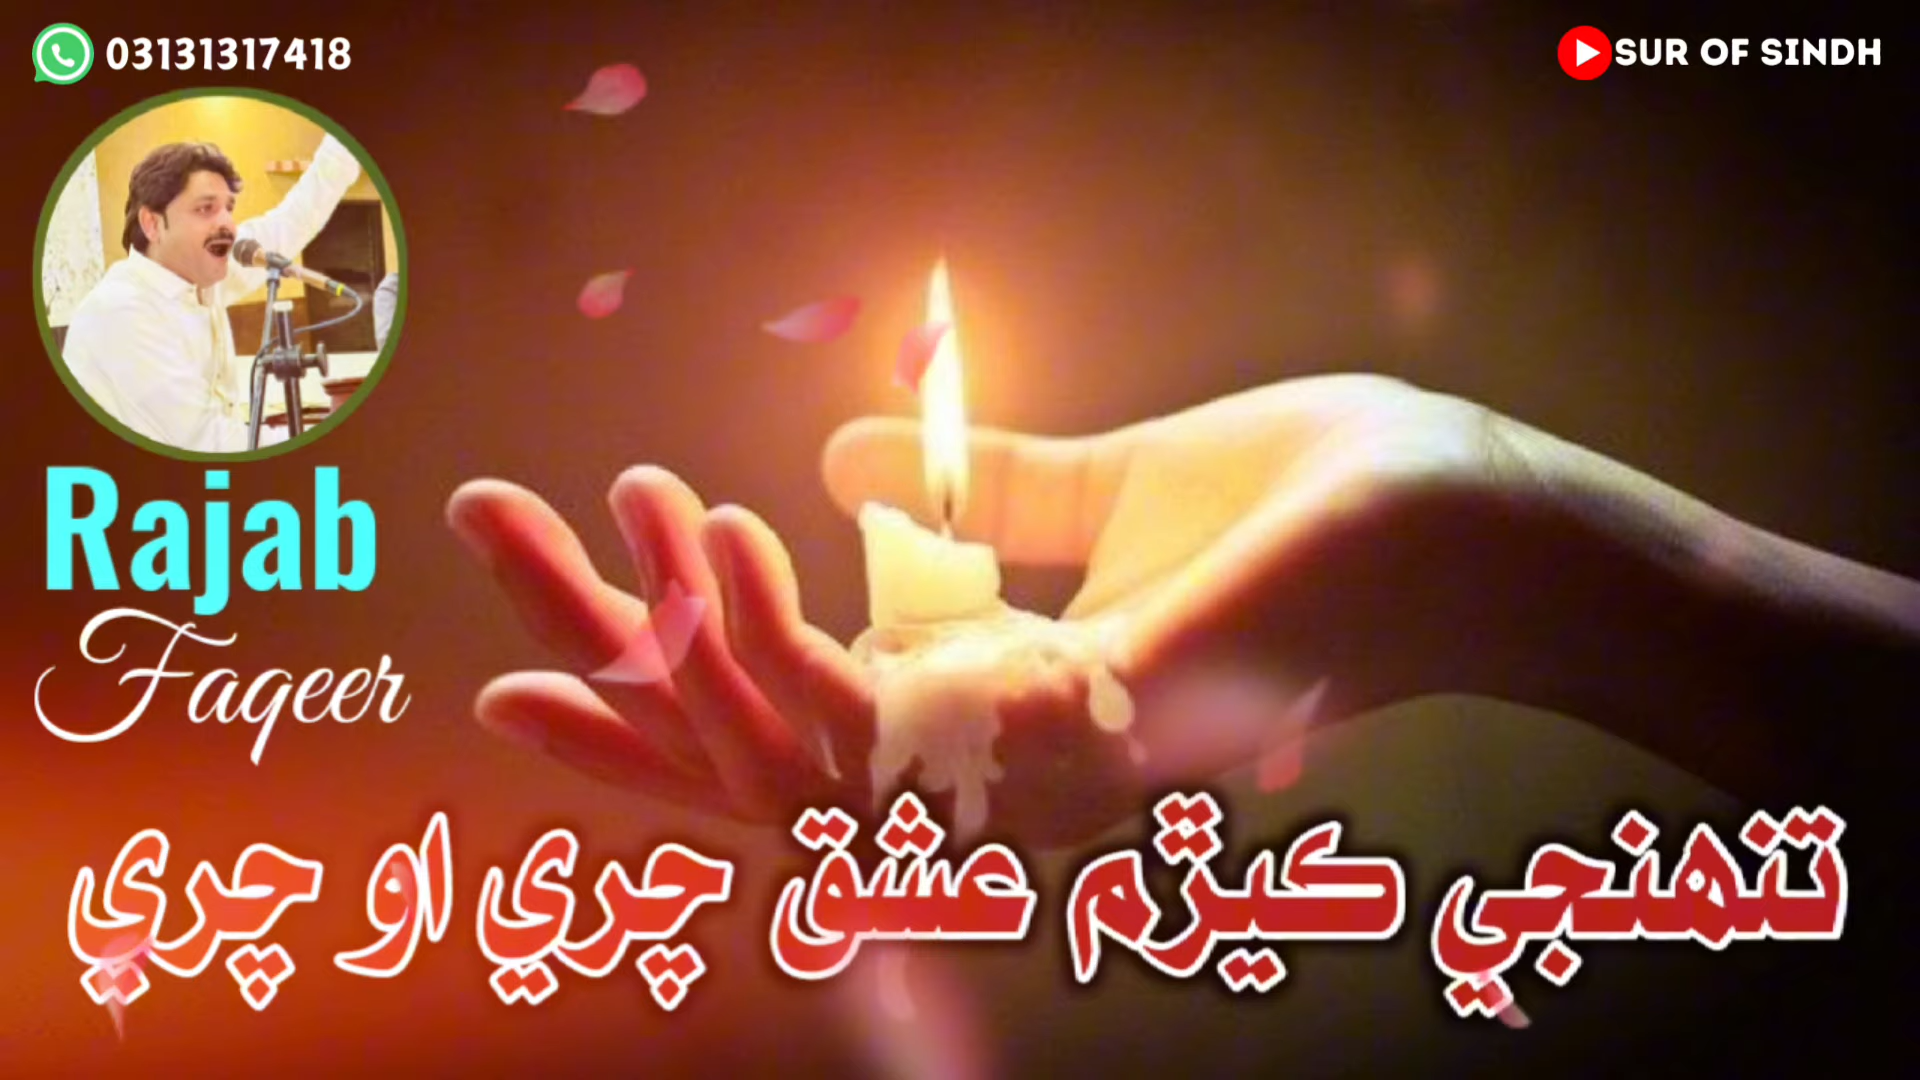 03131317418
SUR OF SINDH
Rajab
Faqeer
تنهنجي ڪيڙم عشق چري او چري